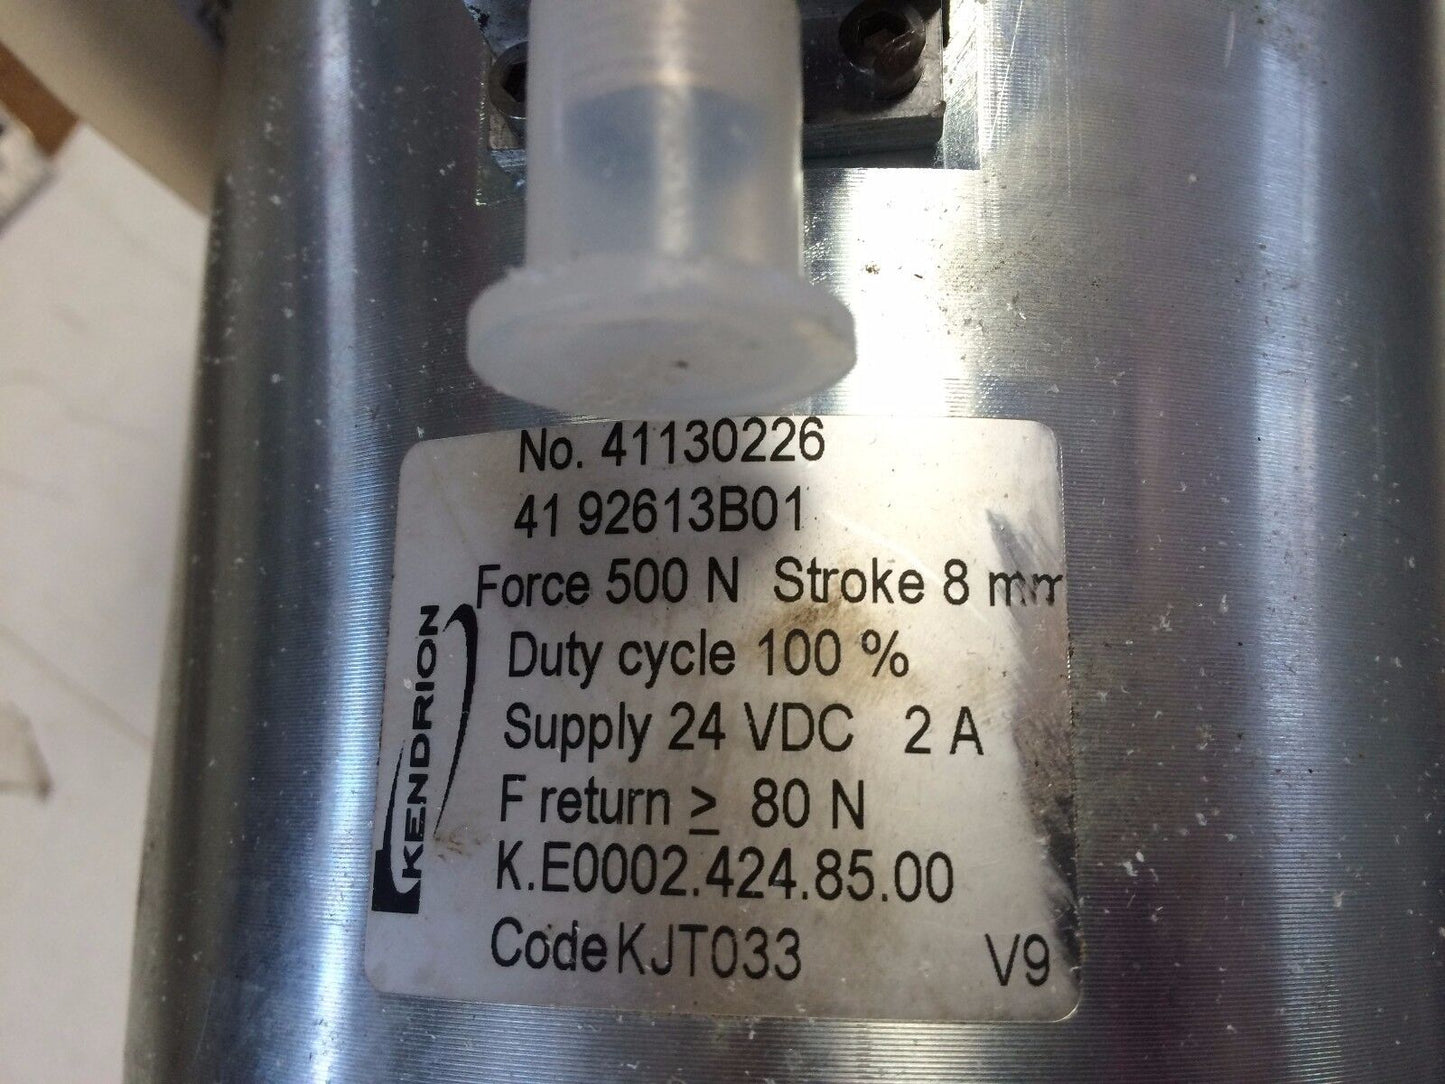 No. 41130226
41 92613B01
Force 500 N Stroke 8 mm
Duty cycle 100 %
Supply 24 VDC 2 A
F return ≥ 80 N
K.E0002.424.85.00
Code KJT033 V9
KENDRION